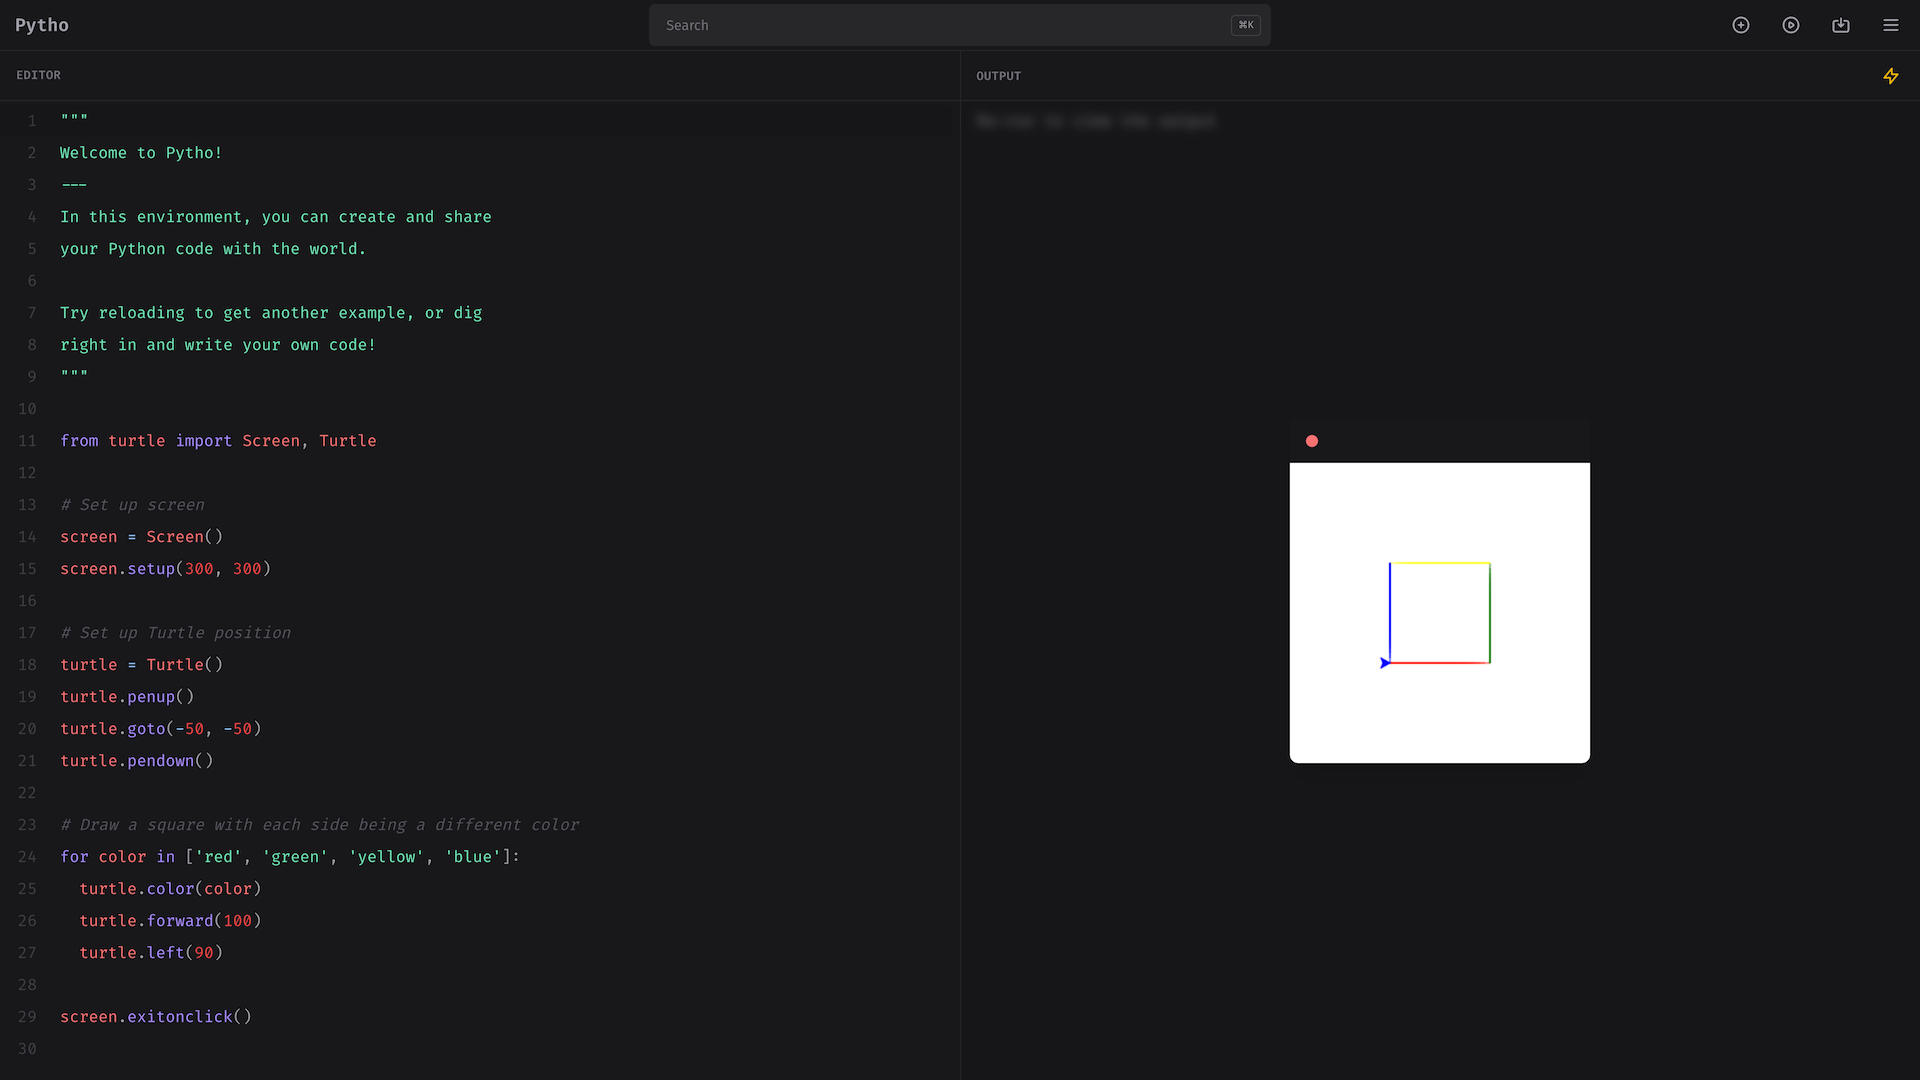 Pytho
Search
⌘K
EDITOR
OUTPUT
1 """
2 Welcome to Pytho!
3 ---
4 In this environment, you can create and share
5 your Python code with the world.
6
7 Try reloading to get another example, or dig
8 right in and write your own code!
9 """
10
11 from turtle import Screen, Turtle
12
13 # Set up screen
14 screen = Screen()
15 screen.setup(300, 300)
16
17 # Set up Turtle position
18 turtle = Turtle()
19 turtle.penup()
20 turtle.goto(-50, -50)
21 turtle.pendown()
22
23 # Draw a square with each side being a different color
24 for color in ['red', 'green', 'yellow', 'blue']:
25   turtle.color(color)
26   turtle.forward(100)
27   turtle.left(90)
28
29 screen.exitonclick()
30